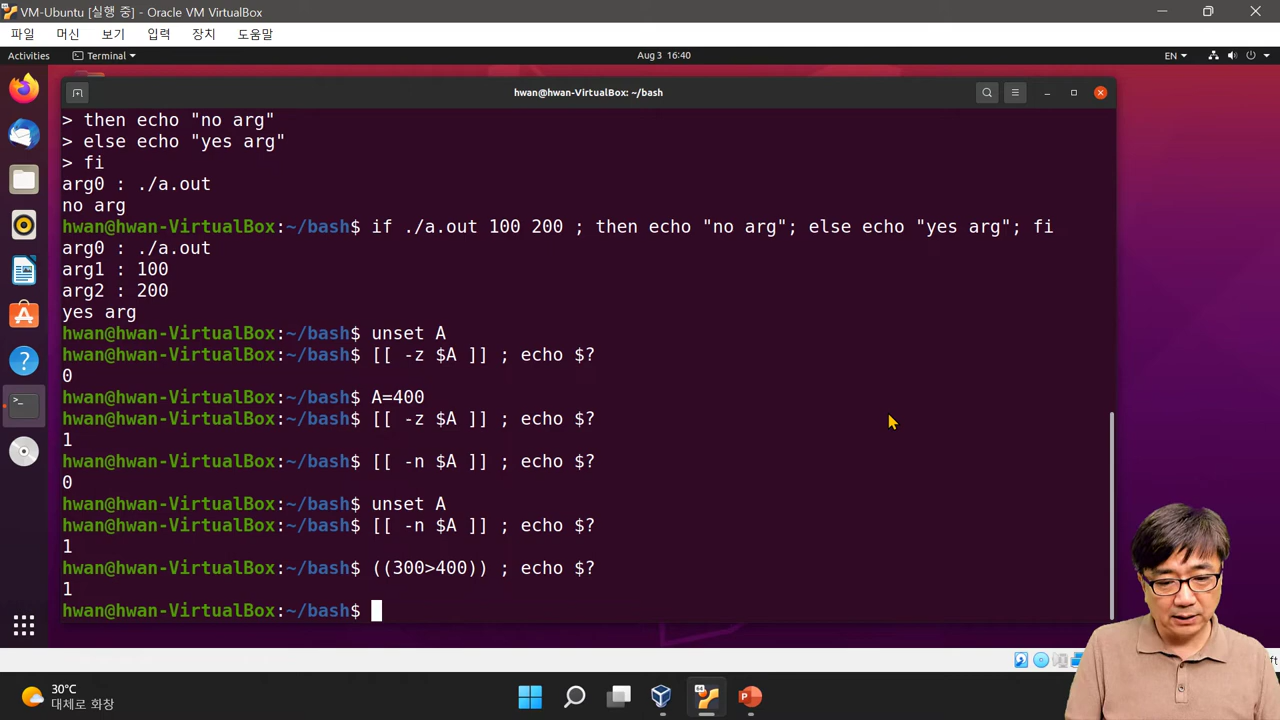 VM-Ubuntu [실행 중] - Oracle VM VirtualBox
파일 머신 보기 입력 장치 도움말
Activities Terminal Aug 3 16:40 EN
hwan@hwan-VirtualBox: ~/bash
> then echo "no arg"
> else echo "yes arg"
> fi
arg0 : ./a.out
no arg
hwan@hwan-VirtualBox:~/bash$ if ./a.out 100 200 ; then echo "no arg"; else echo "yes arg"; fi
arg0 : ./a.out
arg1 : 100
arg2 : 200
yes arg
hwan@hwan-VirtualBox:~/bash$ unset A
hwan@hwan-VirtualBox:~/bash$ [[ -z $A ]] ; echo $?
0
hwan@hwan-VirtualBox:~/bash$ A=400
hwan@hwan-VirtualBox:~/bash$ [[ -z $A ]] ; echo $?
1
hwan@hwan-VirtualBox:~/bash$ [[ -n $A ]] ; echo $?
0
hwan@hwan-VirtualBox:~/bash$ unset A
hwan@hwan-VirtualBox:~/bash$ [[ -n $A ]] ; echo $?
1
hwan@hwan-VirtualBox:~/bash$ ((300>400)) ; echo $?
1
hwan@hwan-VirtualBox:~/bash$
30°C
대체로 화창